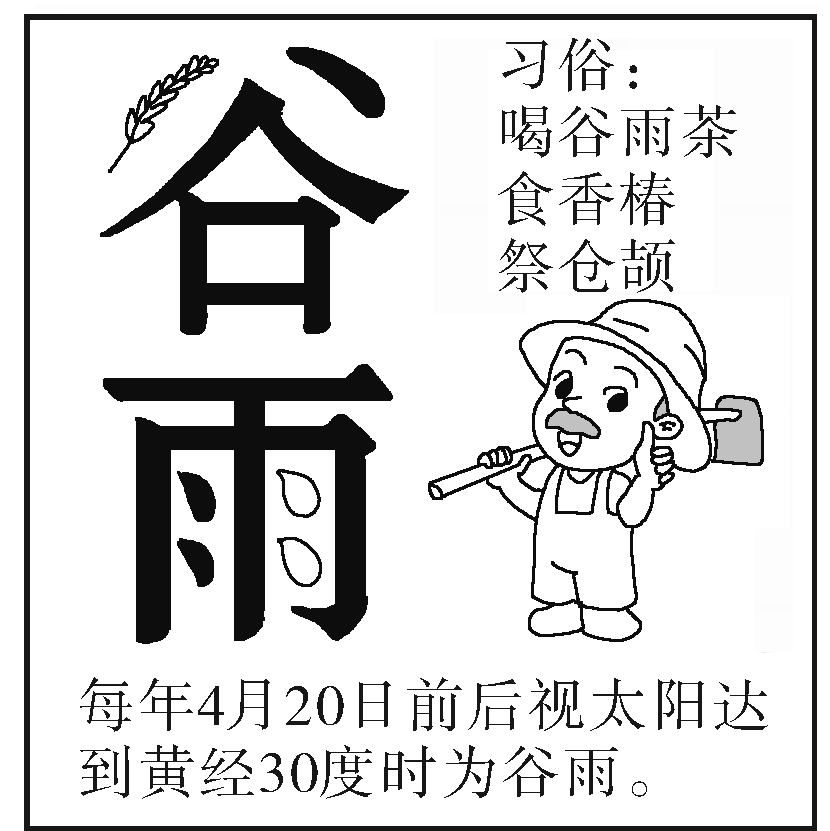 谷雨
习俗：
喝谷雨茶
食香椿
祭仓颉
每年4月20日前后视太阳达
到黄经30度时为谷雨。